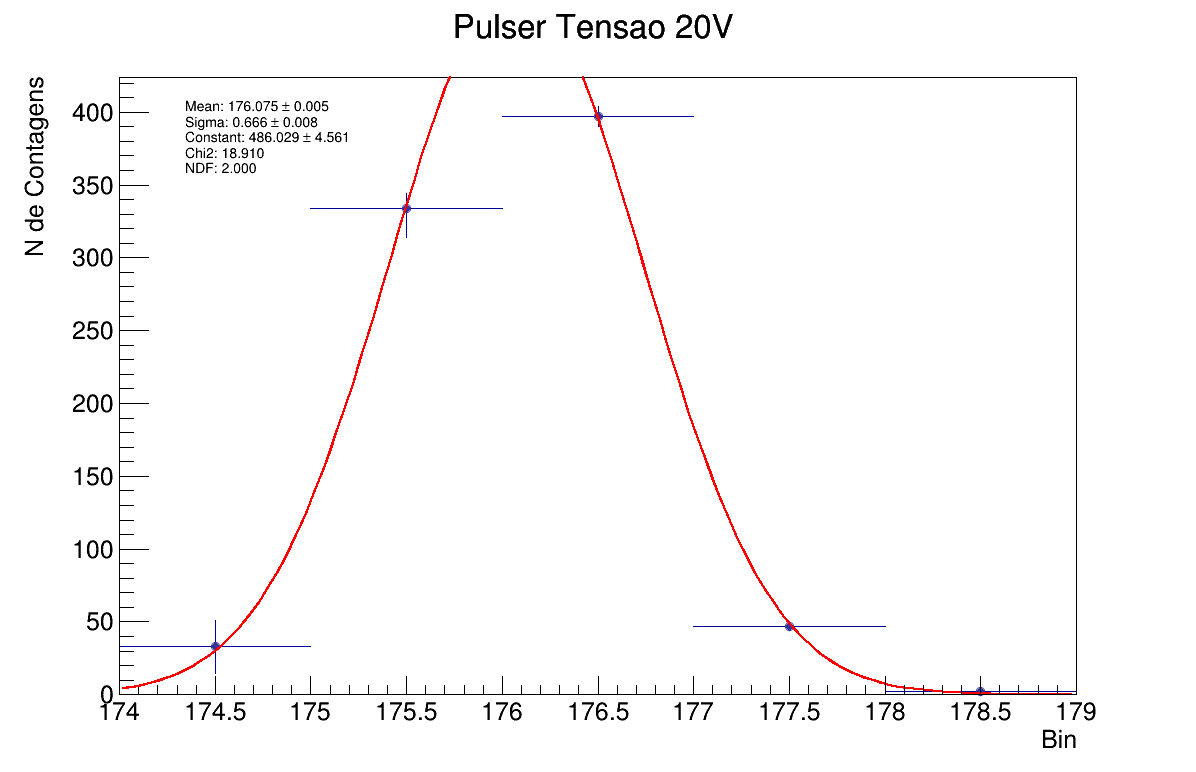 Pulser Tensao 20V
N de Contagens
400
350
300
250
200
150
100
50
0
Mean: 176.075 ± 0.005
Sigma: 0.666 ± 0.008
Constant: 486.029 ± 4.561
Chi2: 18.910
NDF: 2.000
174 174.5 175 175.5 176 176.5 177 177.5 178 178.5 179
Bin